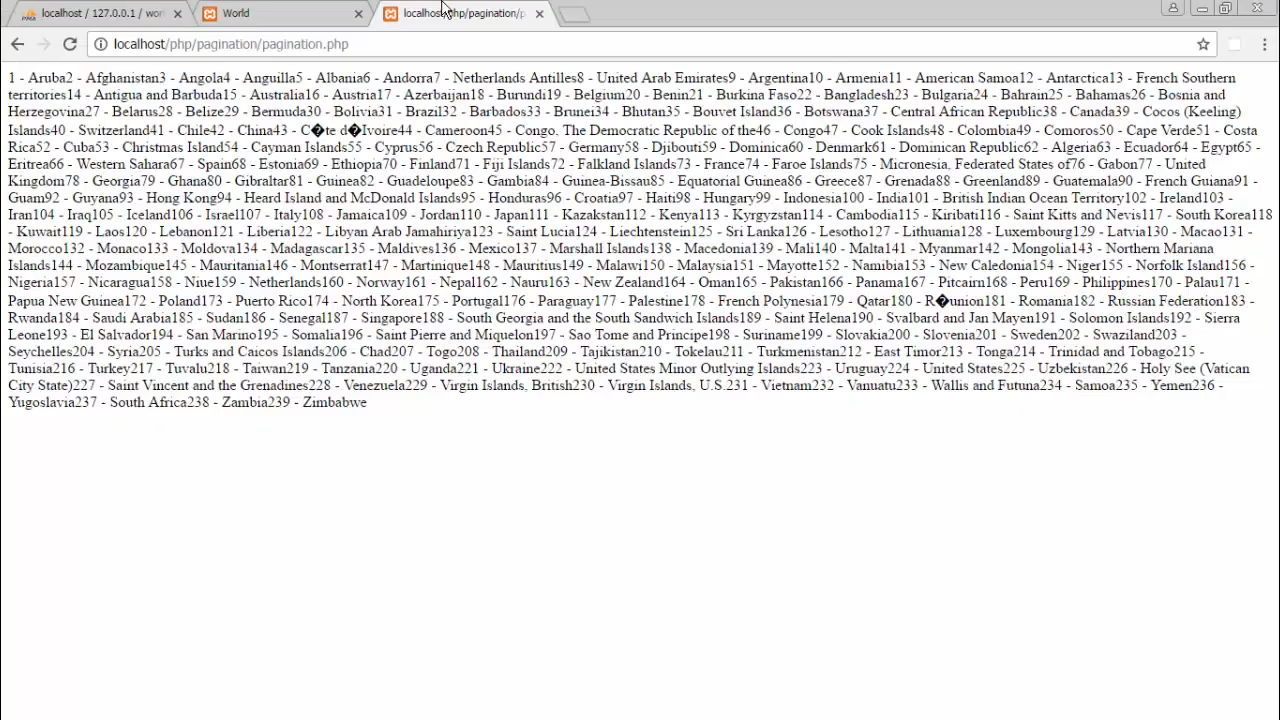 localhost / 127.0.0.1 / wor
World
localhost/php/pagination/p
localhost/php/pagination/pagination.php
1 - Aruba2 - Afghanistan3 - Angola4 - Anguilla5 - Albania6 - Andorra7 - Netherlands Antilles8 - United Arab Emirates9 - Argentina10 - Armenia11 - American Samoa12 - Antarctica13 - French Southern
territories14 - Antigua and Barbuda15 - Australia16 - Austria17 - Azerbaijan18 - Burundi19 - Belgium20 - Benin21 - Burkina Faso22 - Bangladesh23 - Bulgaria24 - Bahrain25 - Bahamas26 - Bosnia and
Herzegovina27 - Belarus28 - Belize29 - Bermuda30 - Bolivia31 - Brazil32 - Barbados33 - Brunei34 - Bhutan35 - Bouvet Island36 - Botswana37 - Central African Republic38 - Canada39 - Cocos (Keeling)
Islands40 - Switzerland41 - Chile42 - China43 - C�te d�Ivoire44 - Cameroon45 - Congo, The Democratic Republic of the46 - Congo47 - Cook Islands48 - Colombia49 - Comoros50 - Cape Verde51 - Costa
Rica52 - Cuba53 - Christmas Island54 - Cayman Islands55 - Cyprus56 - Czech Republic57 - Germany58 - Djibouti59 - Dominica60 - Denmark61 - Dominican Republic62 - Algeria63 - Ecuador64 - Egypt65 -
Eritrea66 - Western Sahara67 - Spain68 - Estonia69 - Ethiopia70 - Finland71 - Fiji Islands72 - Falkland Islands73 - France74 - Faroe Islands75 - Micronesia, Federated States of76 - Gabon77 - United
Kingdom78 - Georgia79 - Ghana80 - Gibraltar81 - Guinea82 - Guadeloupe83 - Gambia84 - Guinea-Bissau85 - Equatorial Guinea86 - Greece87 - Grenada88 - Greenland89 - Guatemala90 - French Guiana91 -
Guam92 - Guyana93 - Hong Kong94 - Heard Island and McDonald Islands95 - Honduras96 - Croatia97 - Haiti98 - Hungary99 - Indonesia100 - India101 - British Indian Ocean Territory102 - Ireland103 -
Iran104 - Iraq105 - Iceland106 - Israel107 - Italy108 - Jamaica109 - Jordan110 - Japan111 - Kazakstan112 - Kenya113 - Kyrgyzstan114 - Cambodia115 - Kiribati116 - Saint Kitts and Nevis117 - South Korea118
- Kuwait119 - Laos120 - Lebanon121 - Liberia122 - Libyan Arab Jamahiriya123 - Saint Lucia124 - Liechtenstein125 - Sri Lanka126 - Lesotho127 - Lithuania128 - Luxembourg129 - Latvia130 - Macao131 -
Morocco132 - Monaco133 - Moldova134 - Madagascar135 - Maldives136 - Mexico137 - Marshall Islands138 - Macedonia139 - Mali140 - Malta141 - Myanmar142 - Mongolia143 - Northern Mariana
Islands144 - Mozambique145 - Mauritania146 - Montserrat147 - Martinique148 - Mauritius149 - Malawi150 - Malaysia151 - Mayotte152 - Namibia153 - New Caledonia154 - Niger155 - Norfolk Island156 -
Nigeria157 - Nicaragua158 - Niue159 - Netherlands160 - Norway161 - Nepal162 - Nauru163 - New Zealand164 - Oman165 - Pakistan166 - Panama167 - Pitcairn168 - Peru169 - Philippines170 - Palau171 -
Papua New Guinea172 - Poland173 - Puerto Rico174 - North Korea175 - Portugal176 - Paraguay177 - Palestine178 - French Polynesia179 - Qatar180 - R�union181 - Romania182 - Russian Federation183 -
Rwanda184 - Saudi Arabia185 - Sudan186 - Senegal187 - Singapore188 - South Georgia and the South Sandwich Islands189 - Saint Helena190 - Svalbard and Jan Mayen191 - Solomon Islands192 - Sierra
Leone193 - El Salvador194 - San Marino195 - Somalia196 - Saint Pierre and Miquelon197 - Sao Tome and Principe198 - Suriname199 - Slovakia200 - Slovenia201 - Sweden202 - Swaziland203 -
Seychelles204 - Syria205 - Turks and Caicos Islands206 - Chad207 - Togo208 - Thailand209 - Tajikistan210 - Tokelau211 - Turkmenistan212 - East Timor213 - Tonga214 - Trinidad and Tobago215 -
Tunisia216 - Turkey217 - Tuvalu218 - Taiwan219 - Tanzania220 - Uganda221 - Ukraine222 - United States Minor Outlying Islands223 - Uruguay224 - United States225 - Uzbekistan226 - Holy See (Vatican
City State)227 - Saint Vincent and the Grenadines228 - Venezuela229 - Virgin Islands, British230 - Virgin Islands, U.S.231 - Vietnam232 - Vanuatu233 - Wallis and Futuna234 - Samoa235 - Yemen236 -
Yugoslavia237 - South Africa238 - Zambia239 - Zimbabwe